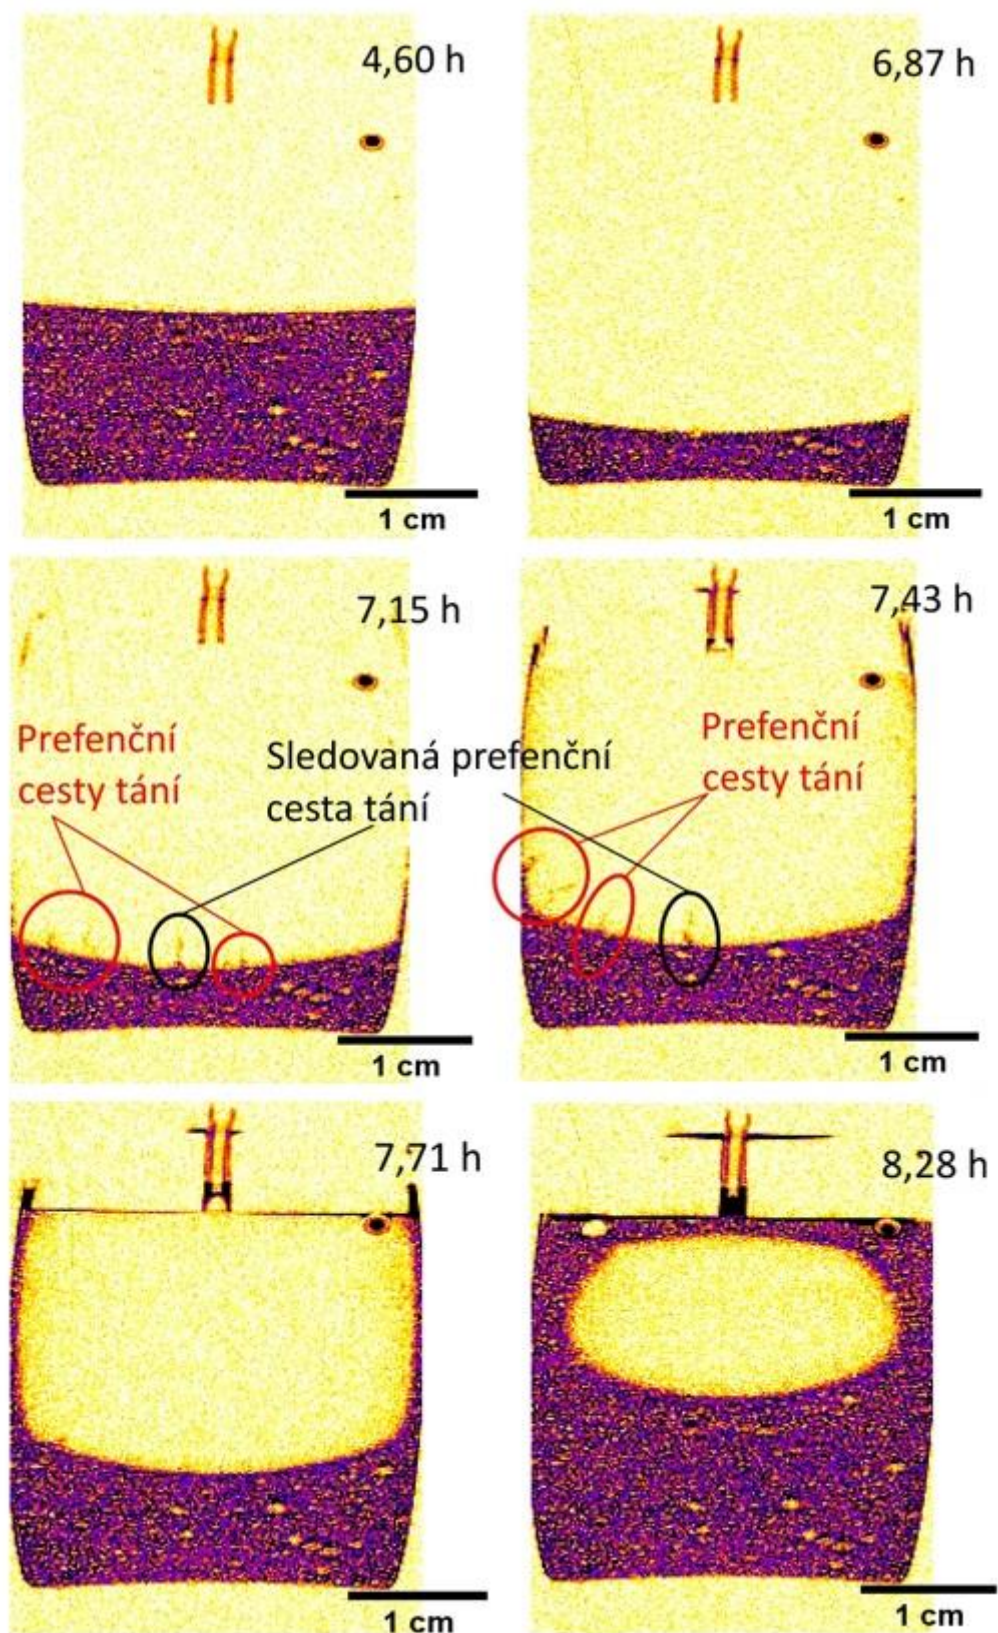 4,60 h
6,87 h
1 cm
1 cm
7,15 h
7,43 h
Prefenční
cesty tání
Sledovaná prefenční
cesta tání
Prefenční
cesty tání
1 cm
1 cm
7,71 h
8,28 h
1 cm
1 cm